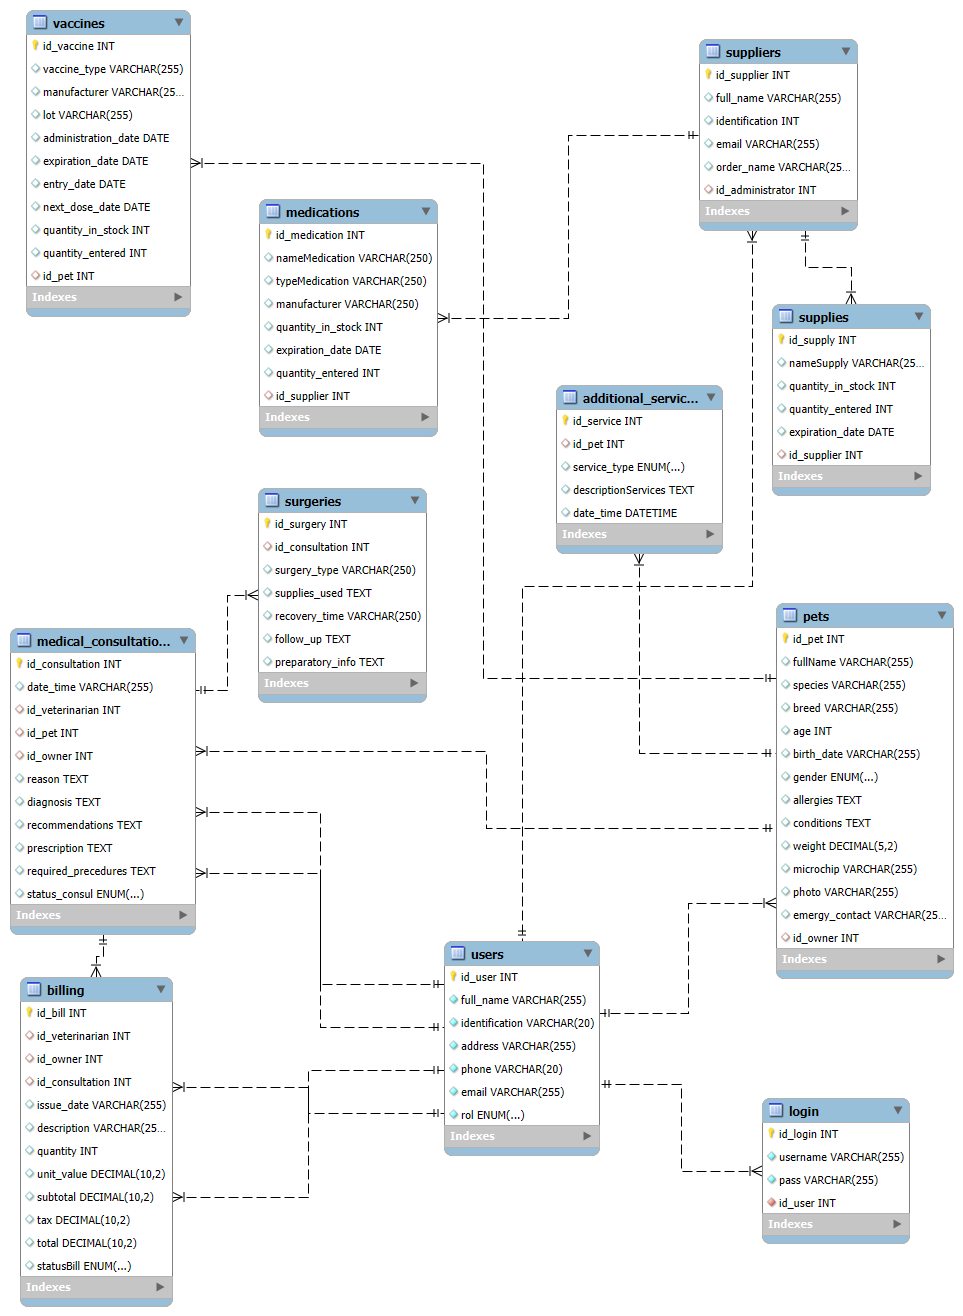 vaccines
id_vaccine INT
vaccine_type VARCHAR(255)
manufacturer VARCHAR(25...
lot VARCHAR(255)
administration_date DATE
expiration_date DATE
entry_date DATE
next_dose_date DATE
quantity_in_stock INT
quantity_entered INT
id_pet INT
Indexes
suppliers
id_supplier INT
full_name VARCHAR(255)
identification INT
email VARCHAR(255)
order_name VARCHAR(25...
id_administrator INT
Indexes
medications
id_medication INT
nameMedication VARCHAR(250)
typeMedication VARCHAR(250)
manufacturer VARCHAR(250)
quantity_in_stock INT
expiration_date DATE
quantity_entered INT
id_supplier INT
Indexes
supplies
id_supply INT
nameSupply VARCHAR(25...
quantity_in_stock INT
quantity_entered INT
expiration_date DATE
id_supplier INT
Indexes
additional_servic...
id_service INT
id_pet INT
service_type ENUM(...)
descriptionServices TEXT
date_time DATETIME
Indexes
surgeries
id_surgery INT
id_consultation INT
surgery_type VARCHAR(250)
supplies_used TEXT
recovery_time VARCHAR(250)
follow_up TEXT
preparatory_info TEXT
Indexes
pets
id_pet INT
fullName VARCHAR(255)
species VARCHAR(255)
breed VARCHAR(255)
age INT
birth_date VARCHAR(255)
gender ENUM(...)
allergies TEXT
conditions TEXT
weight DECIMAL(5,2)
microchip VARCHAR(255)
photo VARCHAR(255)
emergy_contact VARCHAR(25...
id_owner INT
Indexes
medical_consultatio...
id_consultation INT
date_time VARCHAR(255)
id_veterinarian INT
id_pet INT
id_owner INT
reason TEXT
diagnosis TEXT
recommendations TEXT
prescription TEXT
required_precedures TEXT
status_consul ENUM(...)
Indexes
users
id_user INT
full_name VARCHAR(255)
identification VARCHAR(20)
address VARCHAR(255)
phone VARCHAR(20)
email VARCHAR(255)
rol ENUM(...)
Indexes
billing
id_bill INT
id_veterinarian INT
id_owner INT
id_consultation INT
issue_date VARCHAR(255)
description VARCHAR(25...
quantity INT
unit_value DECIMAL(10,2)
subtotal DECIMAL(10,2)
tax DECIMAL(10,2)
total DECIMAL(10,2)
statusBill ENUM(...)
Indexes
login
id_login INT
username VARCHAR(255)
pass VARCHAR(255)
id_user INT
Indexes